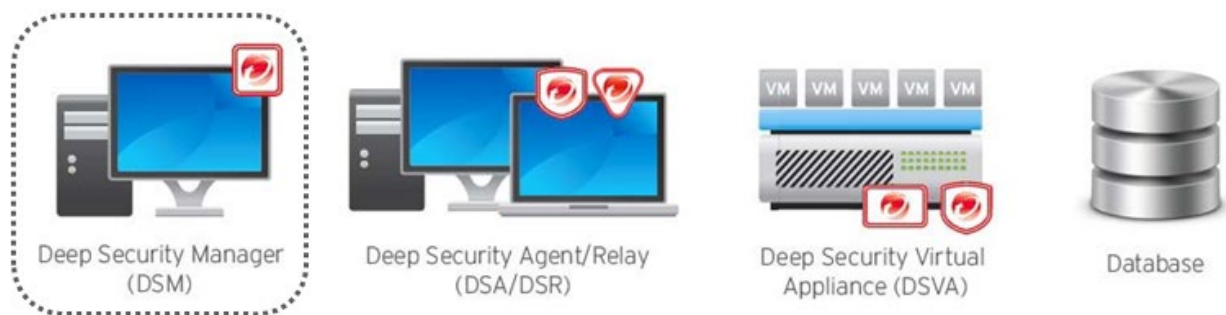 VM VM VM VM VM
Deep Security Manager
(DSM)
Deep Security Agent/Relay
(DSA/DSR)
Deep Security Virtual
Appliance (DSVA)
Database